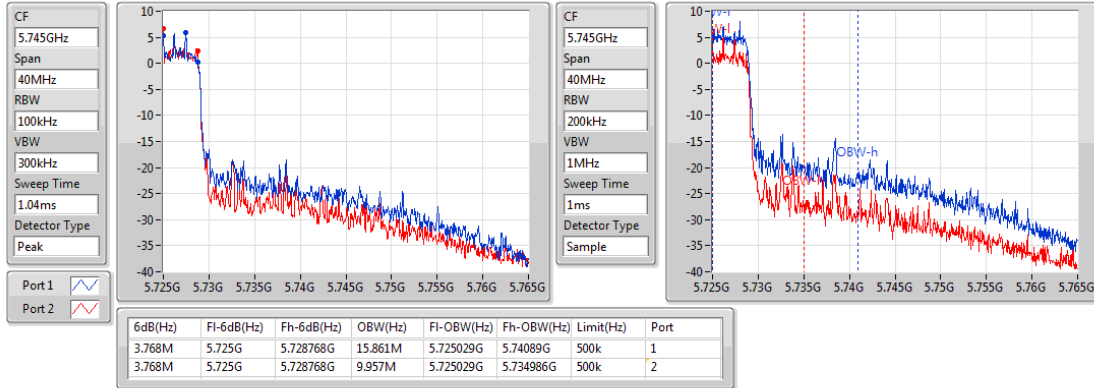 CF
5.745GHz
Span
40MHz
RBW
100kHz
VBW
300kHz
Sweep Time
1.04ms
Detector Type
Peak
Port 1
Port 2
10
5
0
-5
-10
-15
-20
-25
-30
-35
-40
5.725G 5.73G 5.735G 5.74G 5.745G 5.75G 5.755G 5.76G 5.765G
CF
5.745GHz
Span
40MHz
RBW
200kHz
VBW
1MHz
Sweep Time
1ms
Detector Type
Sample
10
5
0
-5
-10
-15
-20
-25
-30
-35
-40
OBW-h
5.725G 5.73G 5.735G 5.74G 5.745G 5.75G 5.755G 5.76G 5.765G
6dB(Hz) Fl-6dB(Hz) Fh-6dB(Hz) OBW(Hz) Fl-OBW(Hz) Fh-OBW(Hz) Limit(Hz) Port
3.768M 5.725G 5.728768G 15.861M 5.725029G 5.74089G 500k 1
3.768M 5.725G 5.728768G 9.957M 5.725029G 5.734986G 500k 2